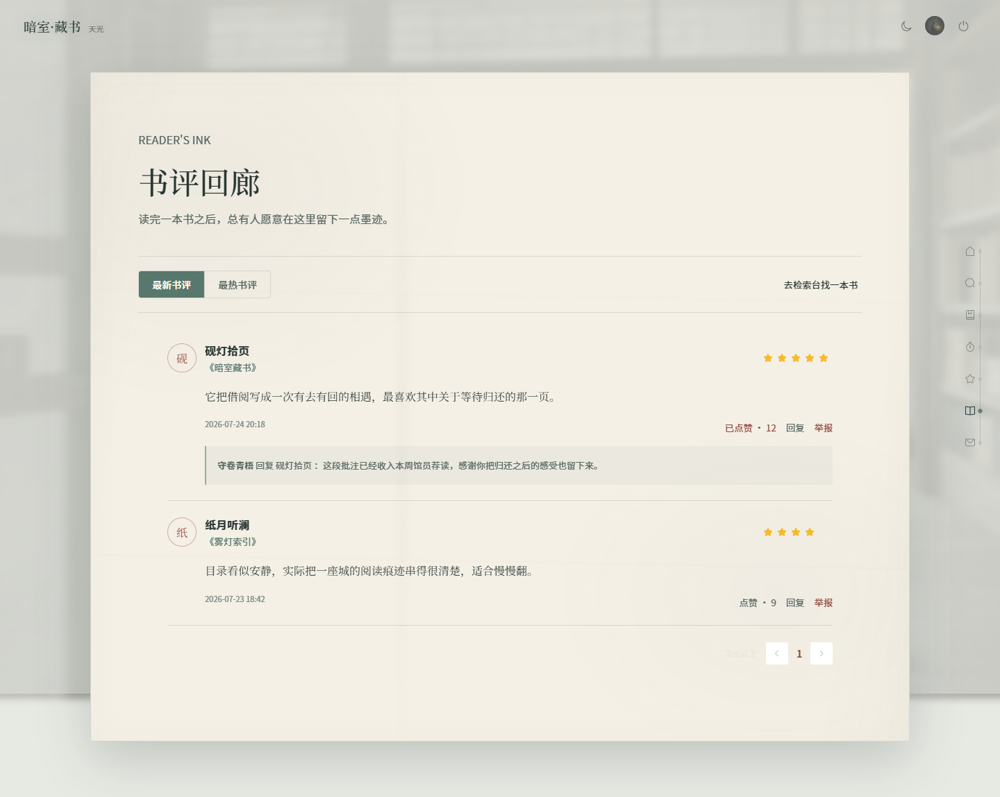 暗室·藏书 天光
READER'S INK
书评回廊
读完一本书之后，总有人愿意在这里留下一点墨迹。
最新书评 最热书评 去检索台找一本书
砚 砚灯拾页
《暗室藏书》
它把借阅写成一次有去有回的相遇，最喜欢其中关于等待归还的那一页。
2026-07-24 20:18 已点赞 · 12 回复 举报
守卷青梧 回复 砚灯拾页 ：这段批注已经收入本周馆员荐读，感谢你把归还之后的感受也留下来。
纸 纸月听澜
《雾灯索引》
目录看似安静，实际把一座城的阅读痕迹串得很清楚，适合慢慢翻。
2026-07-23 18:42 点赞 · 9 回复 举报
Total 2 1